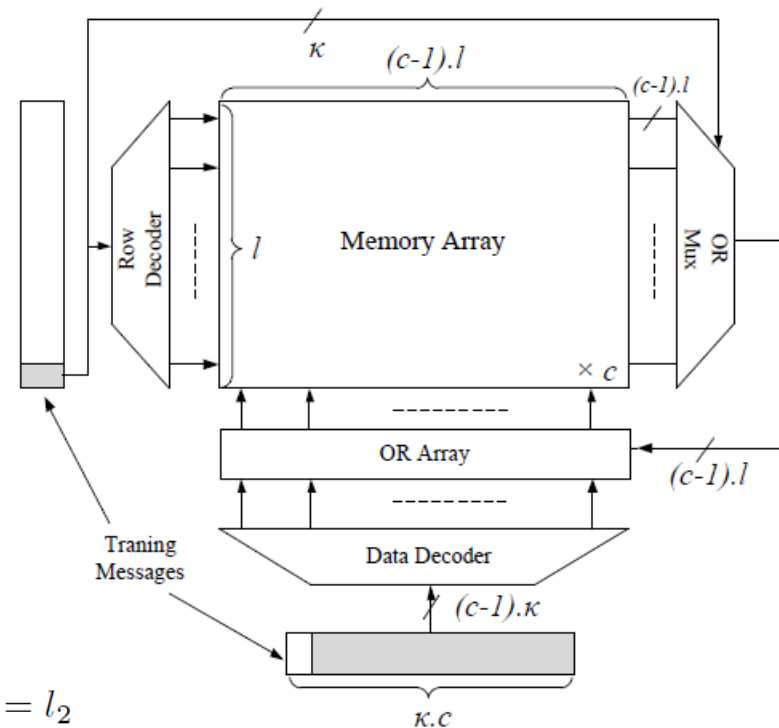 κ
(c-1).l
(c-1).l
Row
Decoder
l
Memory Array
OR
Mux
× c
OR Array
(c-1).l
Traning
Messages
Data Decoder
(c-1).κ
κ.c
= l₂